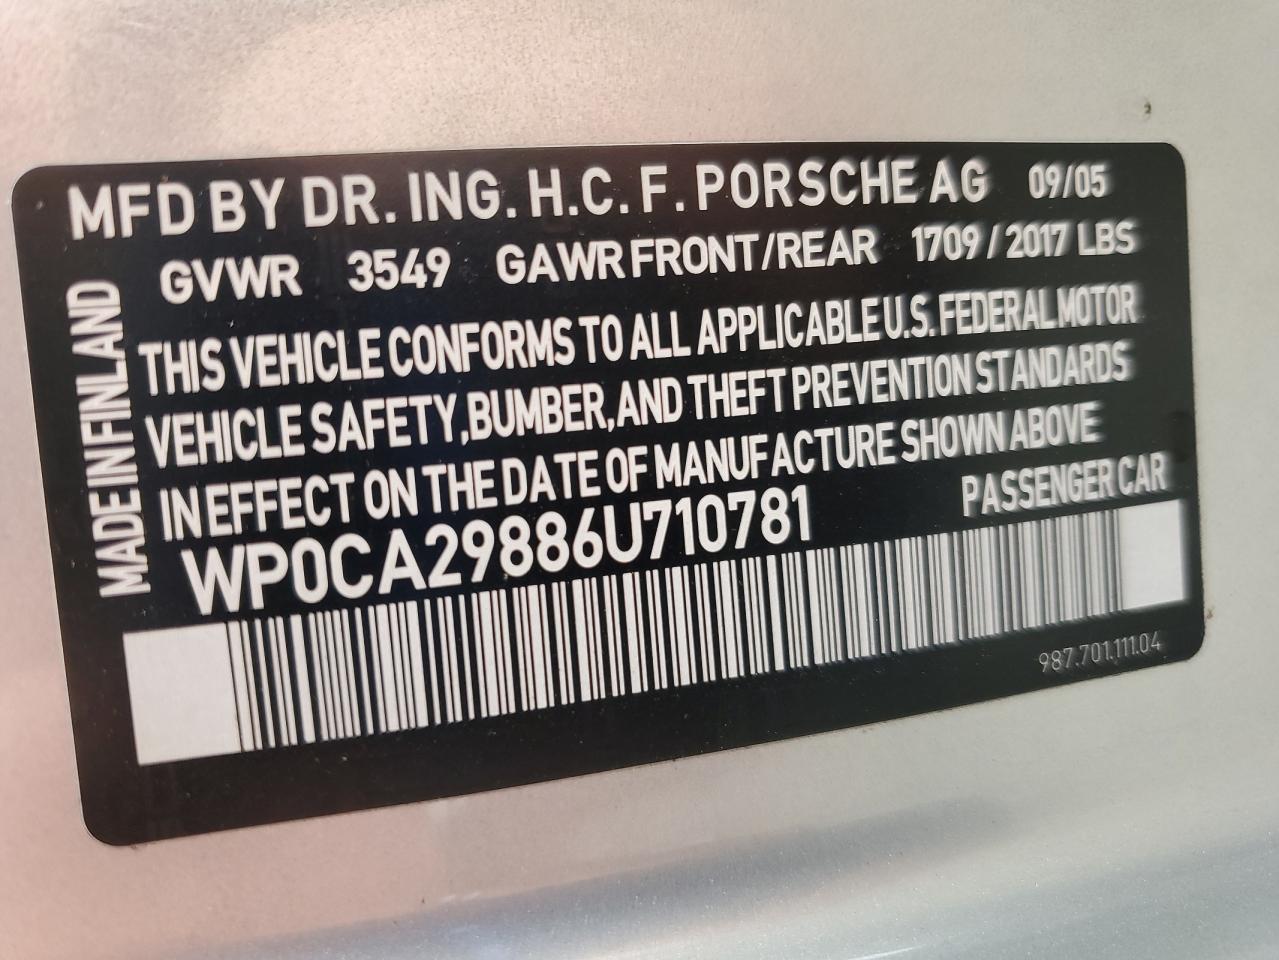 MFD BY DR. ING. H.C. F. PORSCHE AG 09/05
GVWR 3549 GAWR FRONT/REAR 1709 / 2017 LBS
MADE IN FINLAND
THIS VEHICLE CONFORMS TO ALL APPLICABLE U.S. FEDERAL MOTOR
VEHICLE SAFETY, BUMBER, AND THEFT PREVENTION STANDARDS
IN EFFECT ON THE DATE OF MANUFACTURE SHOWN ABOVE
WP0CA29886U710781 PASSENGER CAR
987.701.111.04